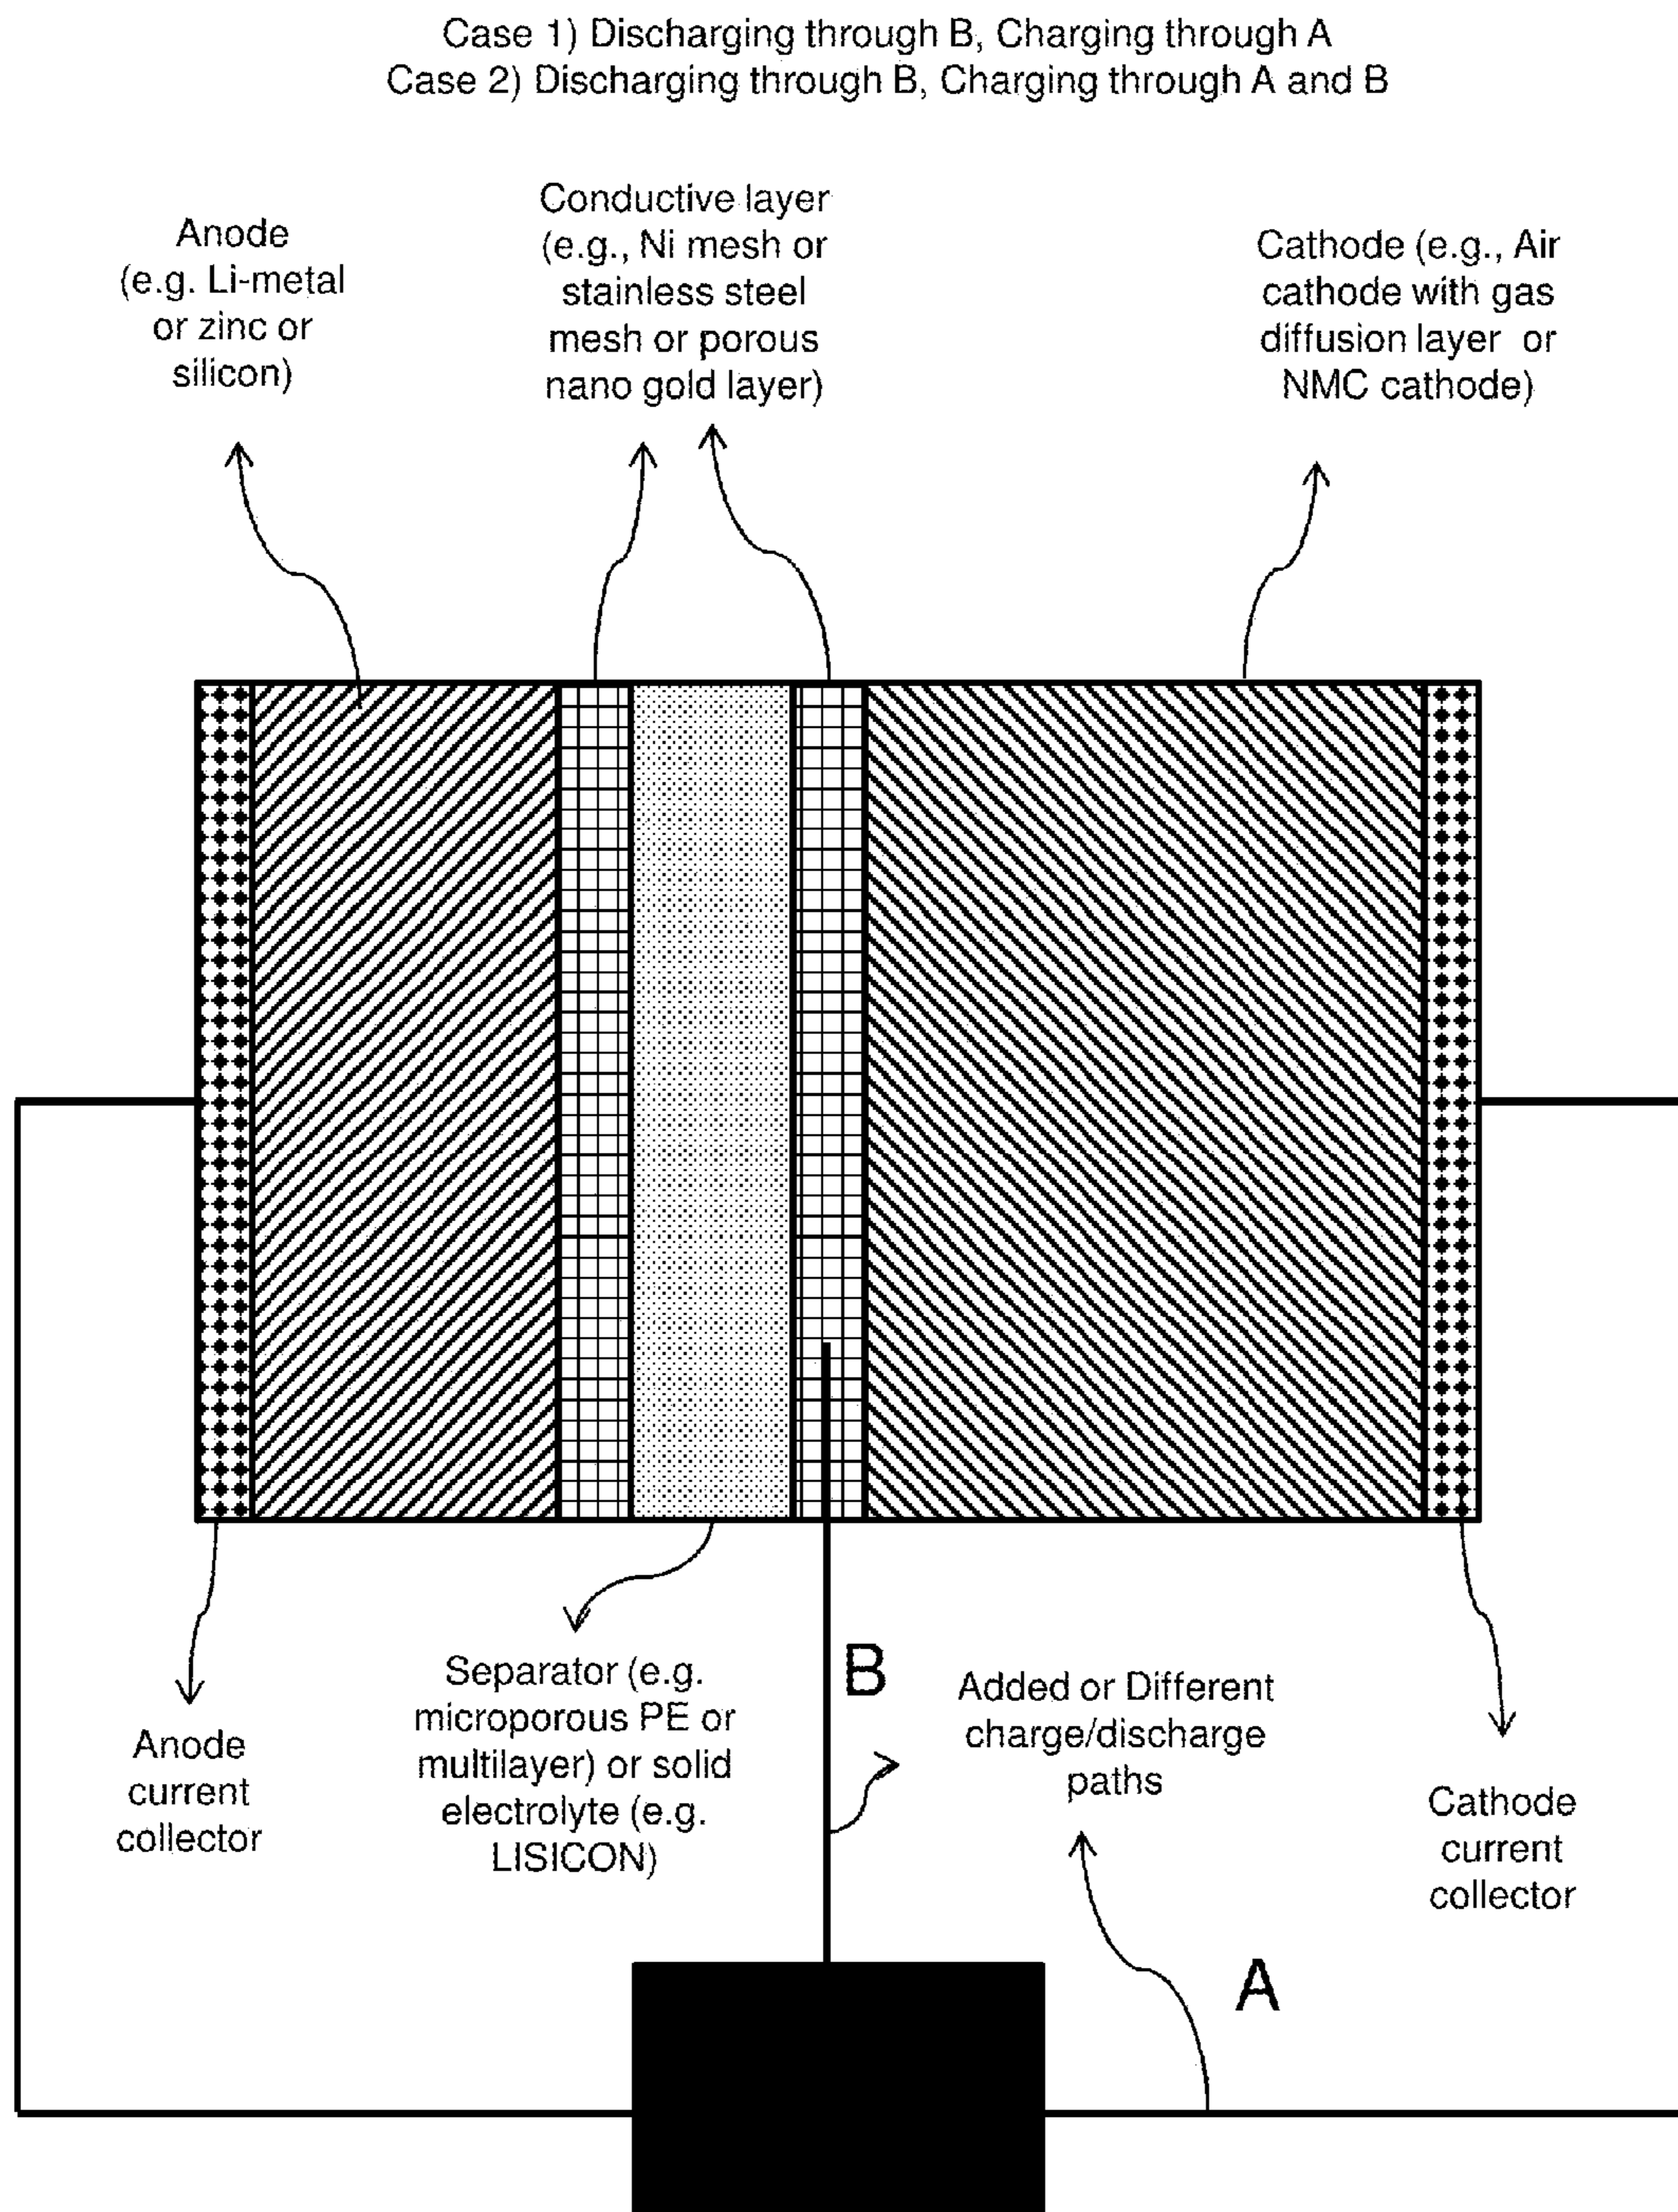 Case 1) Discharging through B, Charging through A
Case 2) Discharging through B, Charging through A and B
Anode
(e.g. Li-metal
or zinc or
silicon)
Conductive layer
(e.g., Ni mesh or
stainless steel
mesh or porous
nano gold layer)
Cathode (e.g., Air
cathode with gas
diffusion layer or
NMC cathode)
Anode
current
collector
Separator (e.g.
microporous PE or
multilayer) or solid
electrolyte (e.g.
LISICON)
B
Added or Different
charge/discharge
paths
Cathode
current
collector
A